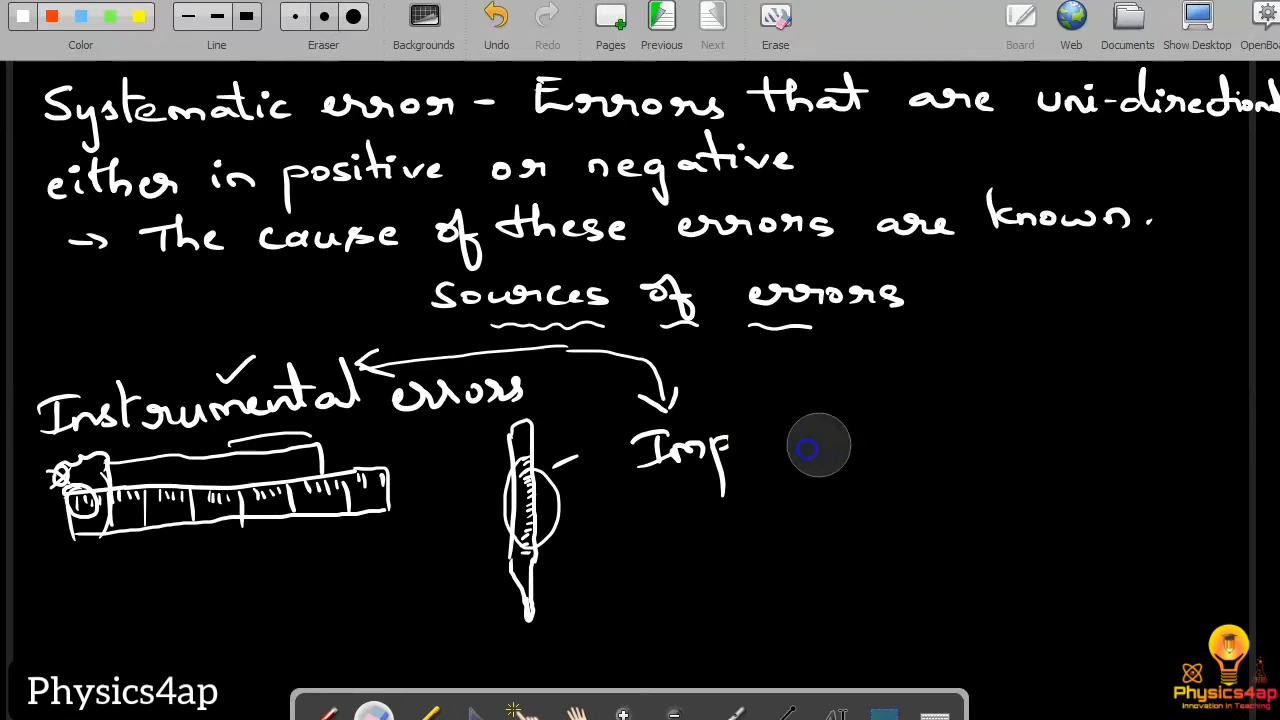 Color
Line
Eraser
Backgrounds
Undo
Redo
Pages
Previous
Next
Erase
Board
Web
Documents
Show Desktop
OpenBoa
Systematic error - Errors that are uni-direction
either in positive or negative
→ The cause of these errors are known.
Sources of errors
Instrumental errors
Imp
Physics4ap
Physics4ap
Innovation in Teaching